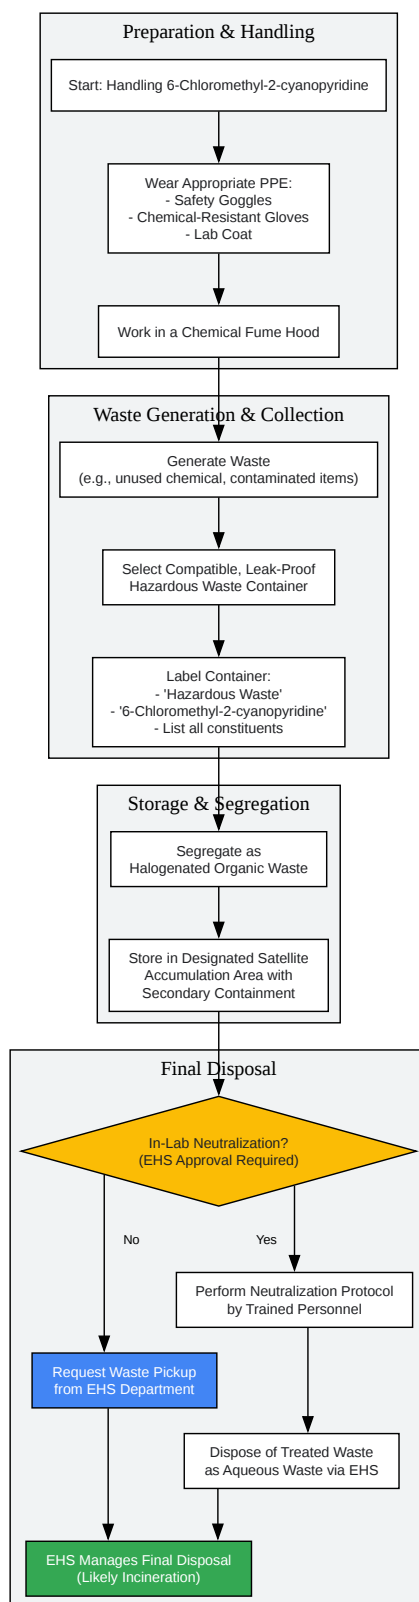 Preparation & Handling
Start: Handling 6-Chloromethyl-2-cyanopyridine
Wear Appropriate PPE:
- Safety Goggles
- Chemical-Resistant Gloves
- Lab Coat
Work in a Chemical Fume Hood
Waste Generation & Collection
Generate Waste
(e.g., unused chemical, contaminated items)
Select Compatible, Leak-Proof
Hazardous Waste Container
Label Container:
- 'Hazardous Waste'
- '6-Chloromethyl-2-cyanopyridine'
- List all constituents
Storage & Segregation
Segregate as
Halogenated Organic Waste
Store in Designated Satellite
Accumulation Area with
Secondary Containment
Final Disposal
In-Lab Neutralization?
(EHS Approval Required)
No
Yes
Perform Neutralization Protocol
by Trained Personnel
Request Waste Pickup
from EHS Department
Dispose of Treated Waste
as Aqueous Waste via EHS
EHS Manages Final Disposal
(Likely Incineration)